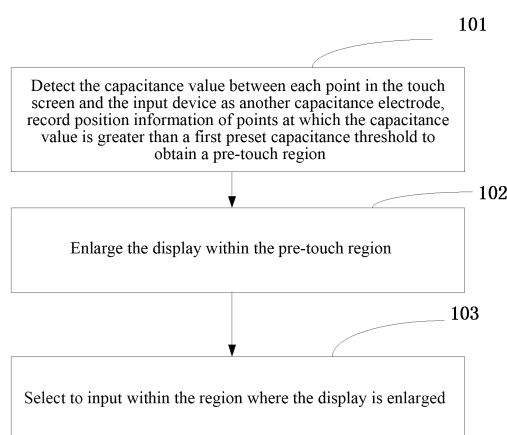 101
Detect the capacitance value between each point in the touch
screen and the input device as another capacitance electrode,
record position information of points at which the capacitance
value is greater than a first preset capacitance threshold to
obtain a pre-touch region
102
Enlarge the display within the pre-touch region
103
Select to input within the region where the display is enlarged